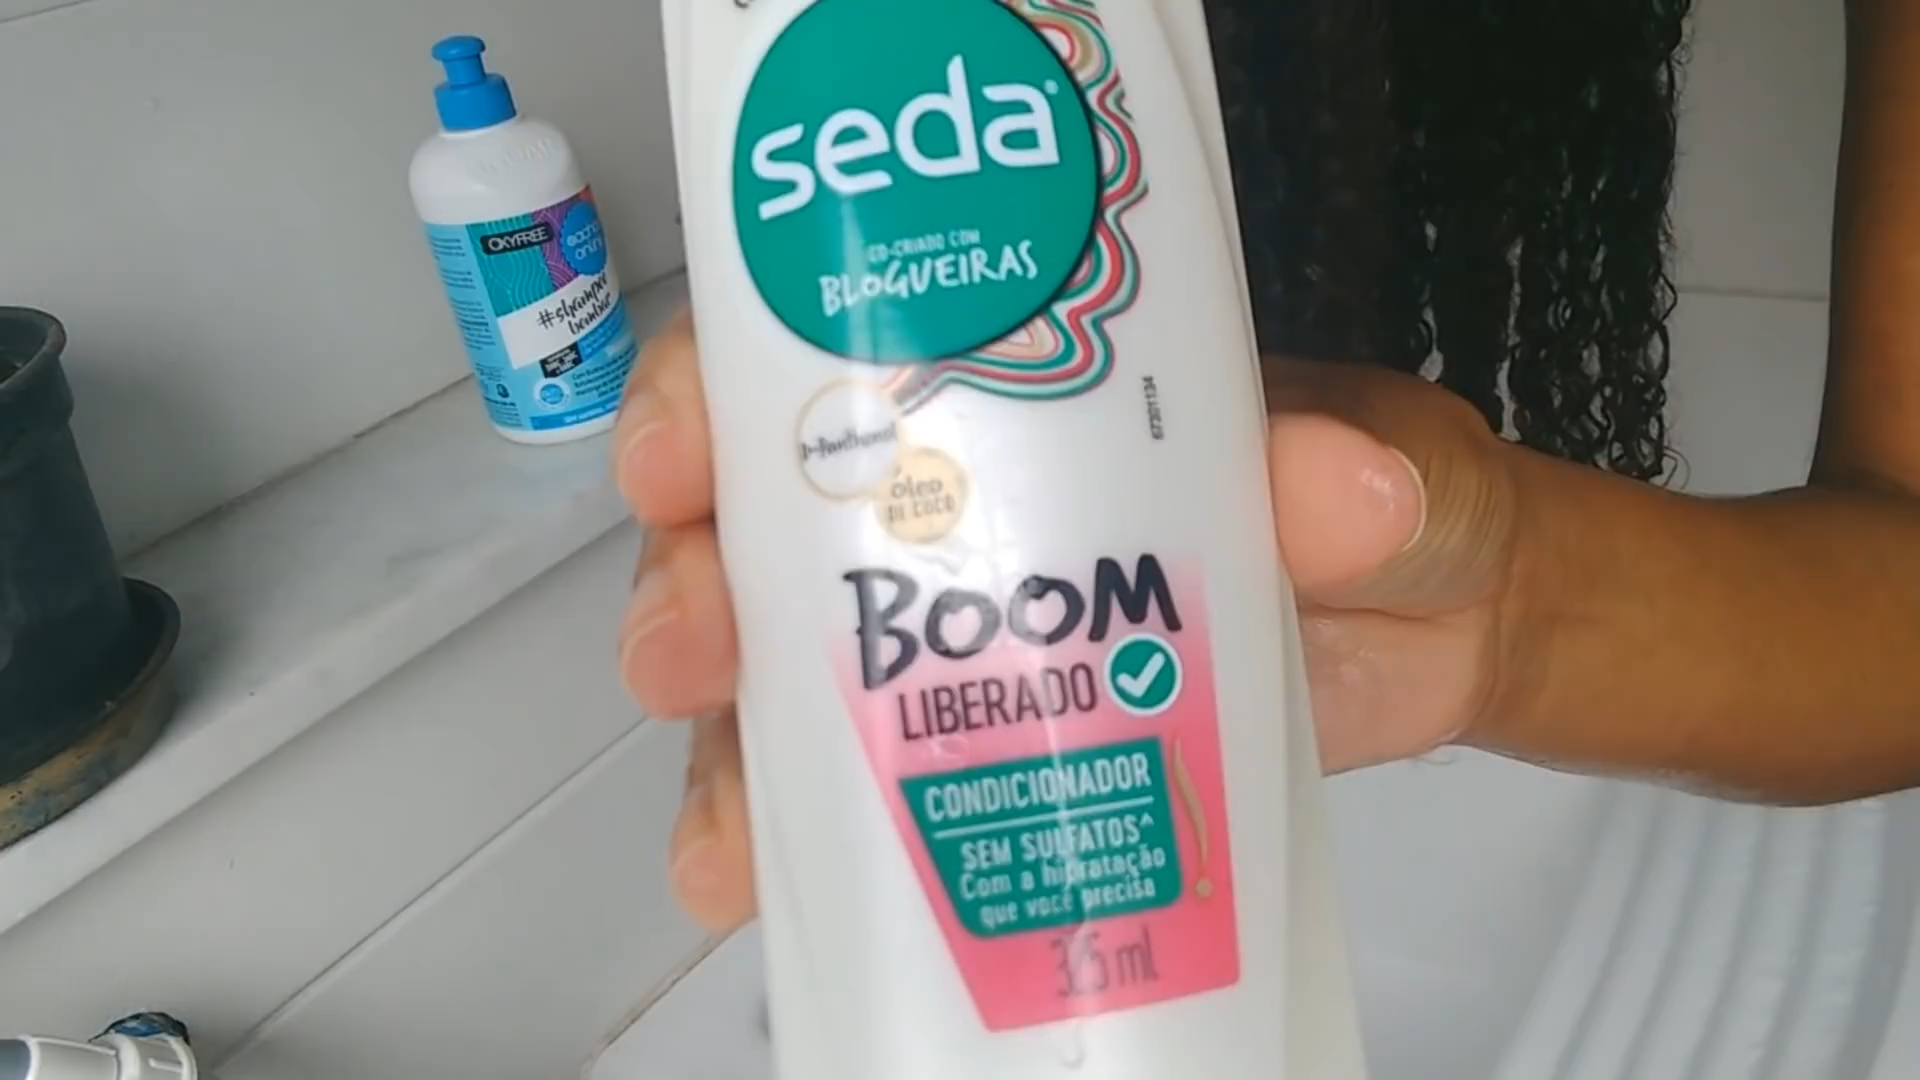 seda
CO-CRIADO COM
BLOGUEIRAS
D-Panthenol
óleo
DE COCO
BOOM
LIBERADO
CONDICIONADOR
SEM SULFATOS^
Com a hidratação
que você precisa
325 ml
OXYFREE
#shampoo
bomba